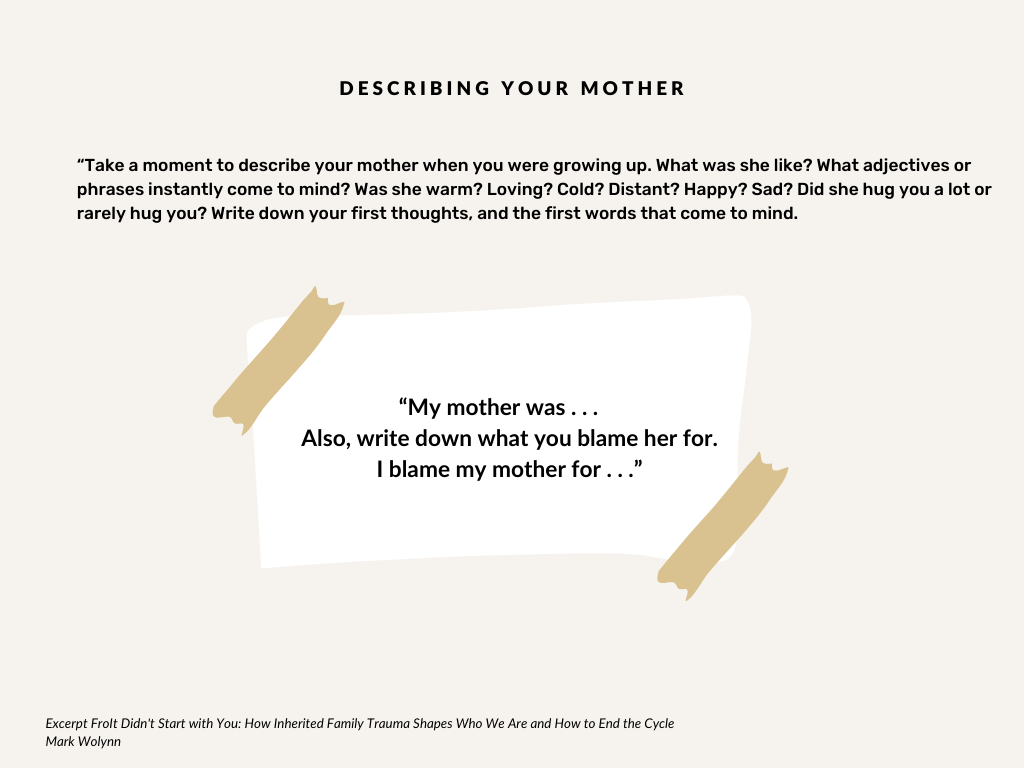 DESCRIBING YOUR MOTHER
“Take a moment to describe your mother when you were growing up. What was she like? What adjectives or
phrases instantly come to mind? Was she warm? Loving? Cold? Distant? Happy? Sad? Did she hug you a lot or
rarely hug you? Write down your first thoughts, and the first words that come to mind.
“My mother was . . .
Also, write down what you blame her for.
I blame my mother for . . .”
Excerpt FroIt Didn't Start with You: How Inherited Family Trauma Shapes Who We Are and How to End the Cycle
Mark Wolynn